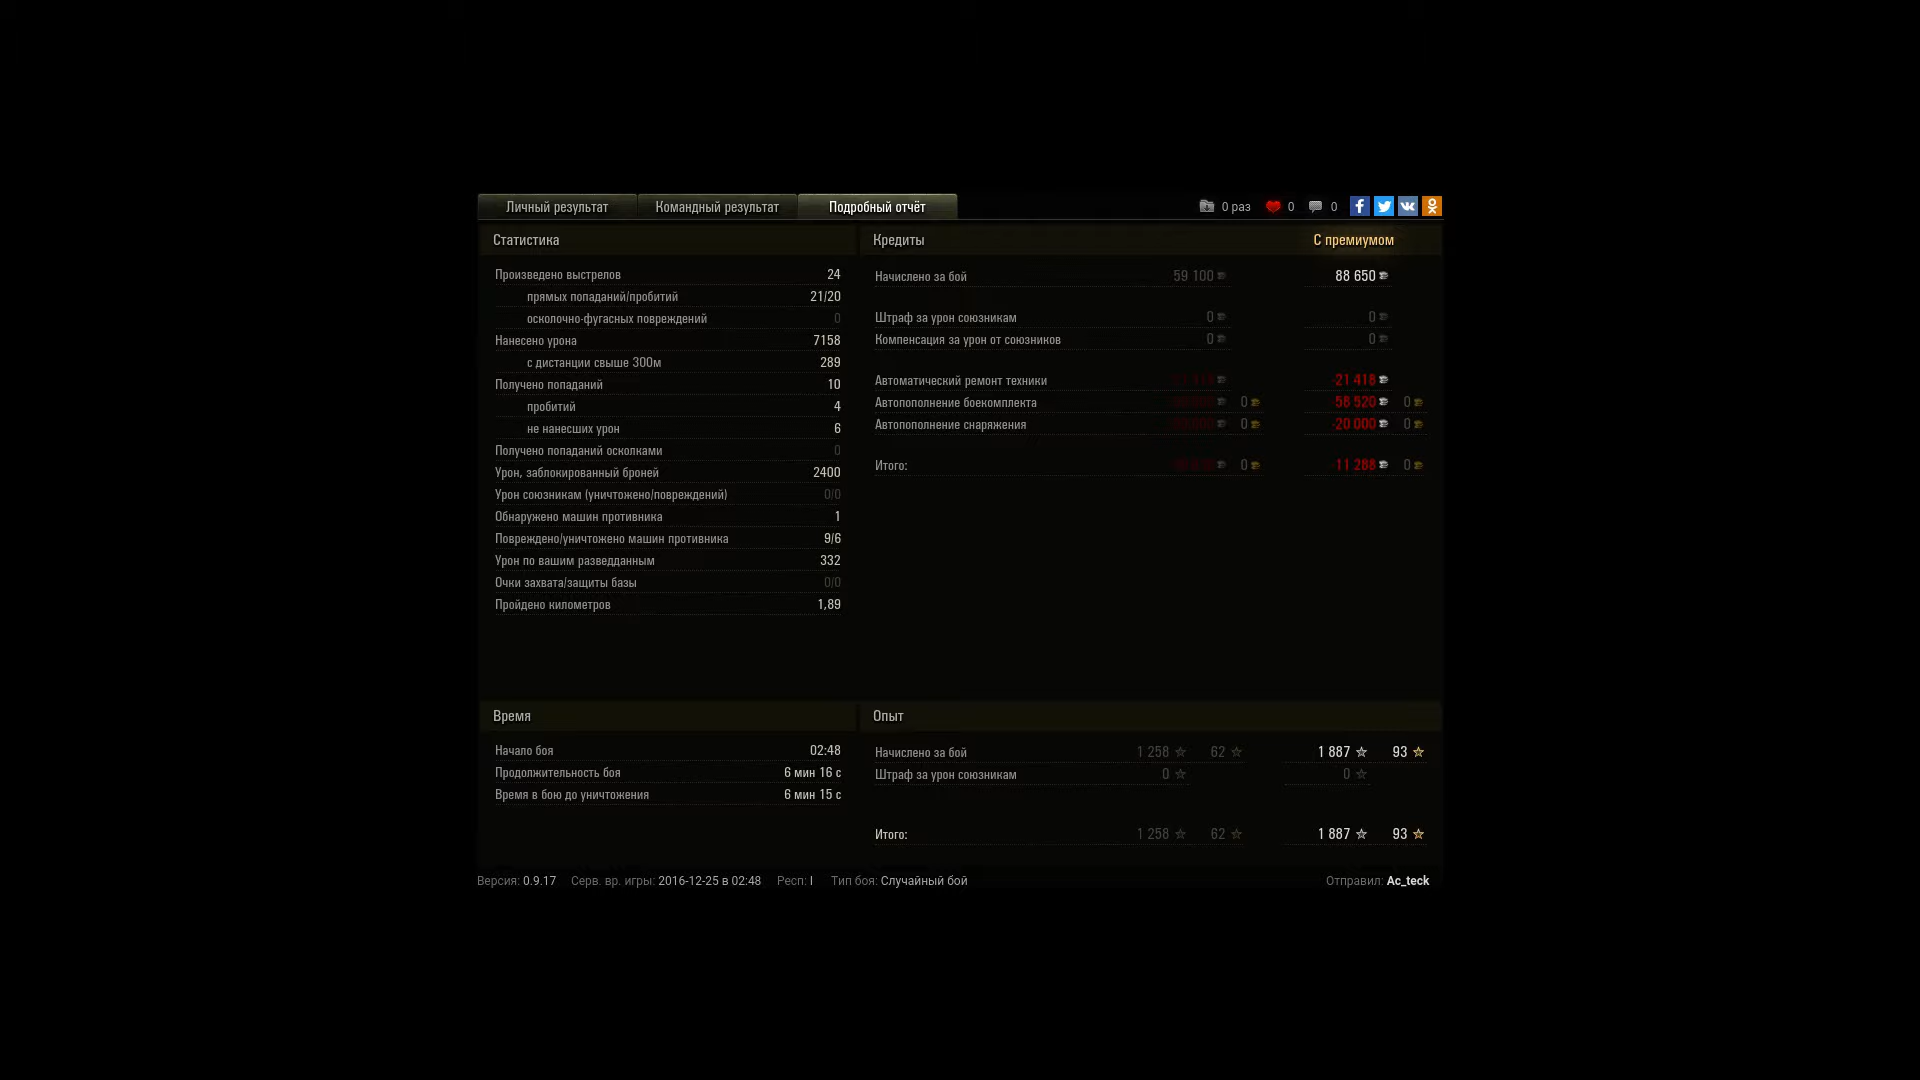 Личный результат Командный результат Подробный отчёт 0 раз 0 0
Статистика
Произведено выстрелов 24
прямых попаданий/пробитий 21/20
осколочно-фугасных повреждений 0
Нанесено урона 7158
с дистанции свыше 300м 289
Получено попаданий 10
пробитий 4
не нанесших урон 6
Получено попаданий осколками 0
Урон, заблокированный броней 2400
Урон союзникам (уничтожено/повреждений) 0/0
Обнаружено машин противника 1
Повреждено/уничтожено машин противника 9/6
Урон по вашим разведданным 332
Очки захвата/защиты базы 0/0
Пройдено километров 1,89
Кредиты С премиумом
Начислено за бой 59 100 88 650
Штраф за урон союзникам 0 0
Компенсация за урон от союзников 0 0
Автоматический ремонт техники -21 418
Автопополнение боекомплекта 0 -58 520 0
Автопополнение снаряжения 0 -20 000 0
Итого: 0 -11 288 0
Время
Начало боя 02:48
Продолжительность боя 6 мин 16 с
Время в бою до уничтожения 6 мин 15 с
Опыт
Начислено за бой 1 258 62 1 887 93
Штраф за урон союзникам 0 0
Итого: 1 258 62 1 887 93
Версия: 0.9.17 Серв. вр. игры: 2016-12-25 в 02:48 Респ: I Тип боя: Случайный бой Отправил: Ac_teck